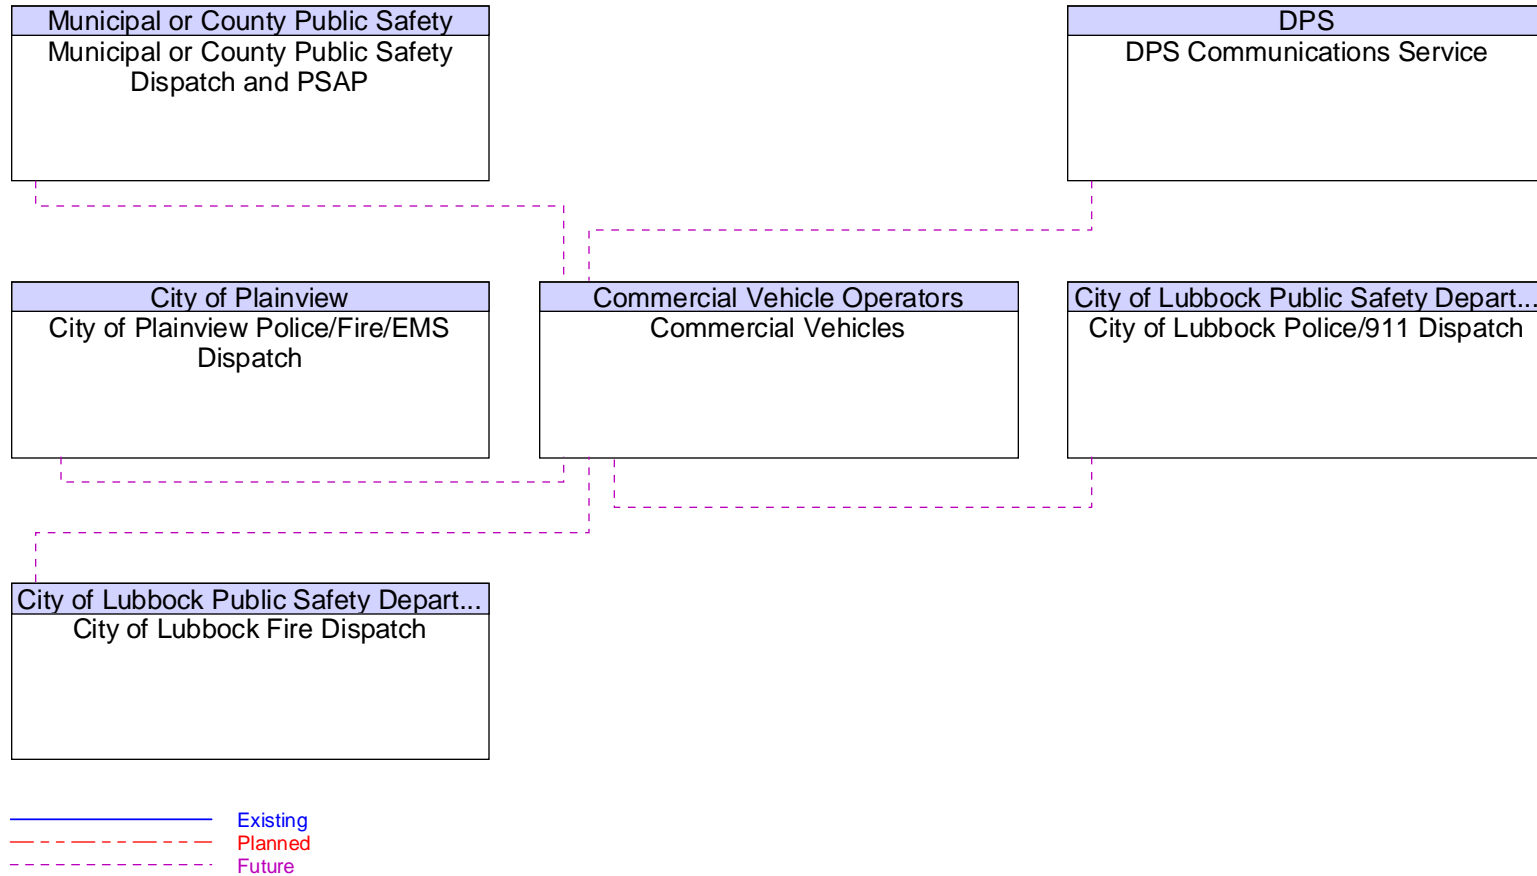 Municipal or County Public Safety
Municipal or County Public Safety
Dispatch and PSAP
DPS
DPS Communications Service
City of Plainview
City of Plainview Police/Fire/EMS
Dispatch
Commercial Vehicle Operators
Commercial Vehicles
City of Lubbock Public Safety Depart...
City of Lubbock Police/911 Dispatch
City of Lubbock Public Safety Depart...
City of Lubbock Fire Dispatch
Existing
Planned
Future